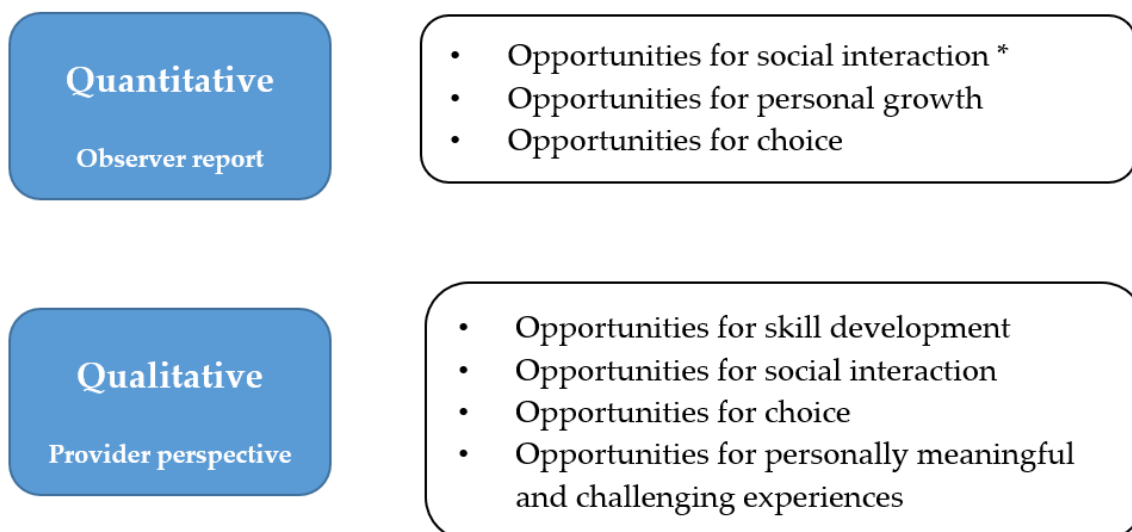 Quantitative
Observer report
• Opportunities for social interaction *
• Opportunities for personal growth
• Opportunities for choice
Qualitative
Provider perspective
• Opportunities for skill development
• Opportunities for social interaction
• Opportunities for choice
• Opportunities for personally meaningful
and challenging experiences